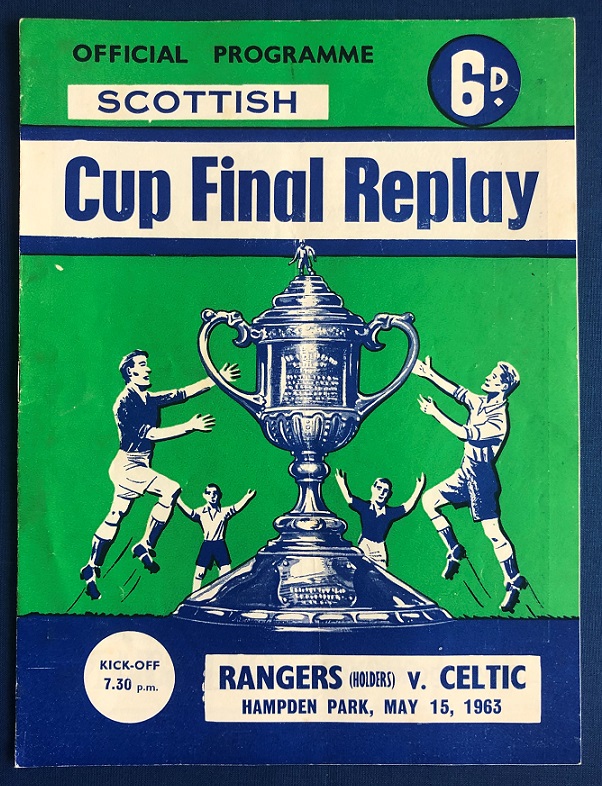 OFFICIAL PROGRAMME
6D.
SCOTTISH
Cup Final Replay
KICK-OFF
7.30 p.m.
RANGERS (HOLDERS) V. CELTIC
HAMPDEN PARK, MAY 15, 1963